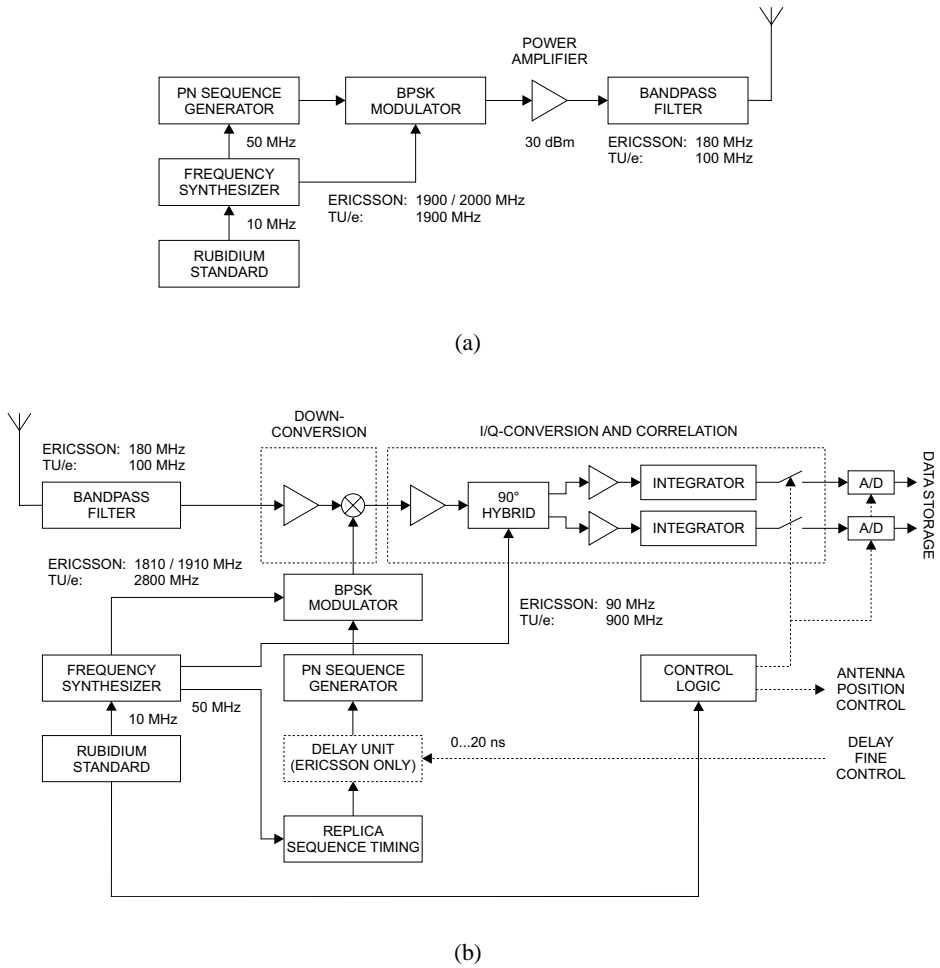 POWER
AMPLIFIER
PN SEQUENCE
GENERATOR
BPSK
MODULATOR
BANDPASS
FILTER
50 MHz
30 dBm
ERICSSON: 180 MHz
TU/e: 100 MHz
FREQUENCY
SYNTHESIZER
ERICSSON: 1900 / 2000 MHz
TU/e: 1900 MHz
10 MHz
RUBIDIUM
STANDARD
(a)
DOWN-
CONVERSION
I/Q-CONVERSION AND CORRELATION
ERICSSON: 180 MHz
TU/e: 100 MHz
BANDPASS
FILTER
90°
HYBRID
INTEGRATOR
INTEGRATOR
A/D
A/D
DATA STORAGE
ERICSSON: 1810 / 1910 MHz
TU/e: 2800 MHz
BPSK
MODULATOR
ERICSSON: 90 MHz
TU/e: 900 MHz
FREQUENCY
SYNTHESIZER
PN SEQUENCE
GENERATOR
CONTROL
LOGIC
ANTENNA
POSITION
CONTROL
10 MHz
50 MHz
RUBIDIUM
STANDARD
DELAY UNIT
(ERICSSON ONLY)
0...20 ns
DELAY
FINE
CONTROL
REPLICA
SEQUENCE TIMING
(b)